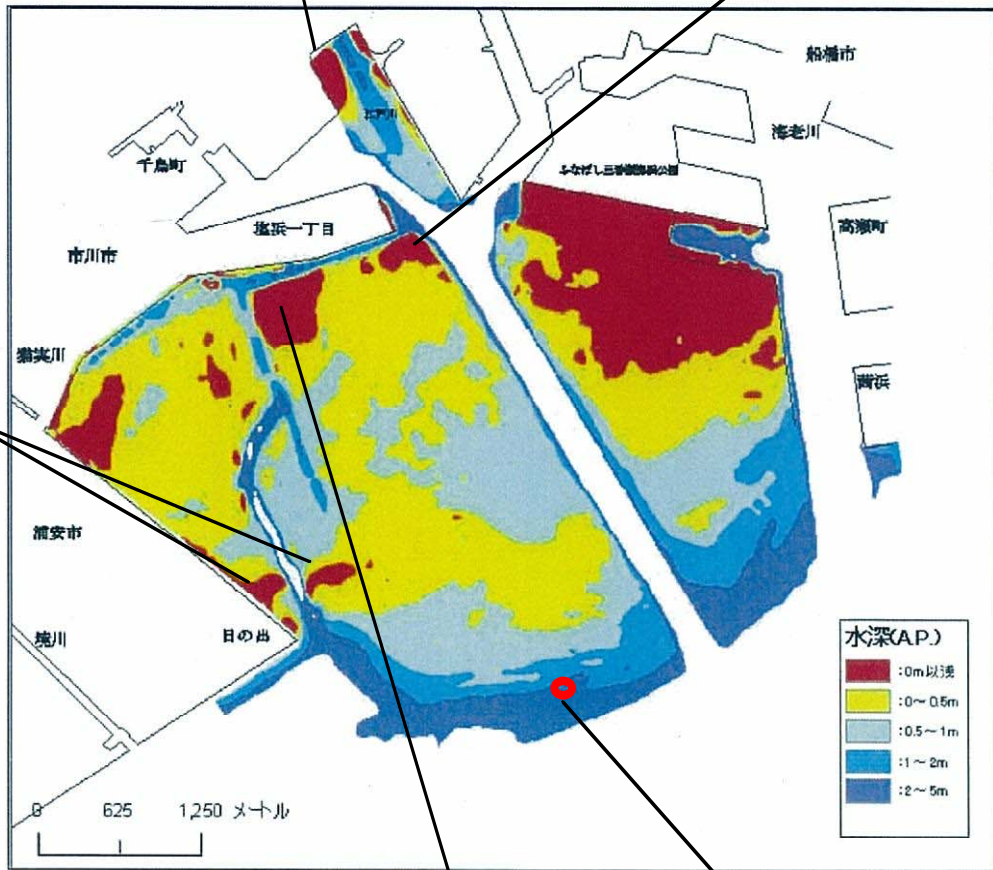 船橋市
海老川
千鳥町
ふなばし三番瀬海浜公園
高瀬町
塩浜一丁目
市川市
猫実川
茜浜
浦安市
日の出
境川
水深(A.P.)
:0m以浅
:0~0.5m
:0.5~1m
:1~2m
:2~5m
0 625 1,250 メートル